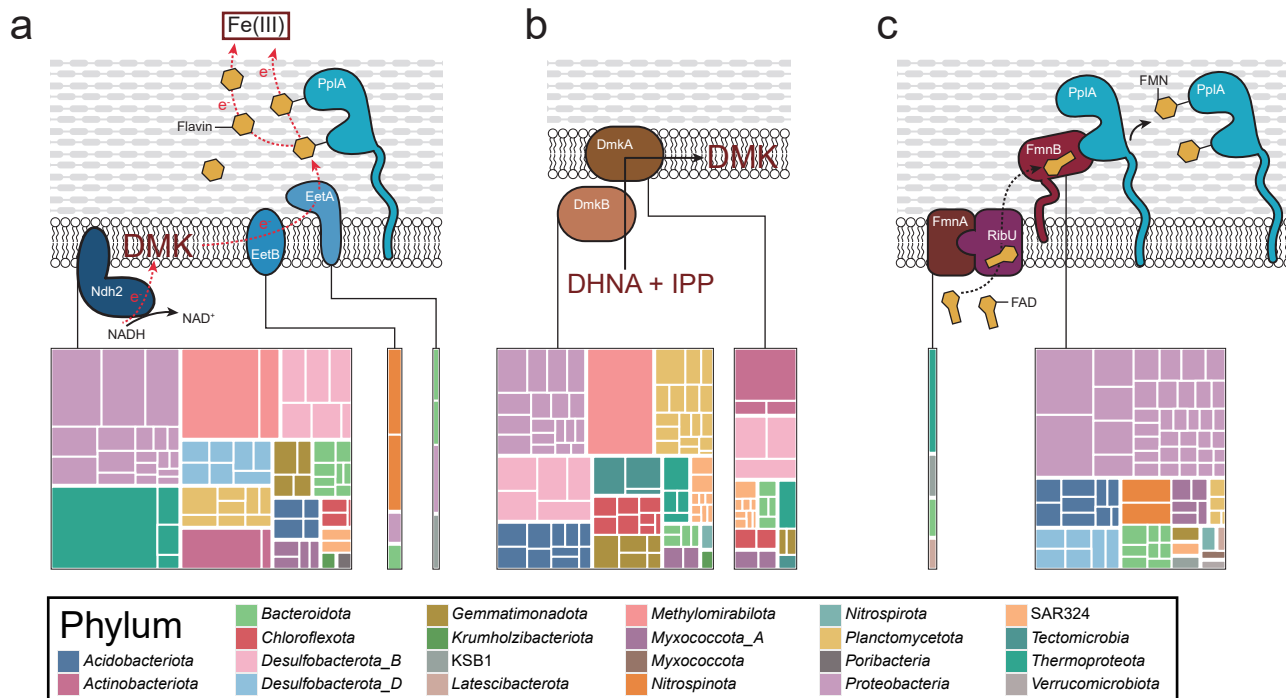 a
Fe(III)
e-
e-
PplA
Flavin
EetA
e-
DMK
EetB
Ndh2
e-
NADH
NAD+
b
DmkA
DMK
DmkB
DHNA + IPP
c
FMN
PplA
PplA
FmnB
FmnA
RibU
FAD
Phylum
Acidobacteriota
Actinobacteriota
Bacteroidota
Chloroflexota
Desulfobacterota_B
Desulfobacterota_D
Gemmatimonadota
Krumholzibacteriota
KSB1
Latescibacterota
Methylomirabilota
Myxococcota_A
Myxococcota
Nitrospinota
Nitrospirota
Planctomycetota
Poribacteria
Proteobacteria
SAR324
Tectomicrobia
Thermoproteota
Verrucomicrobiota